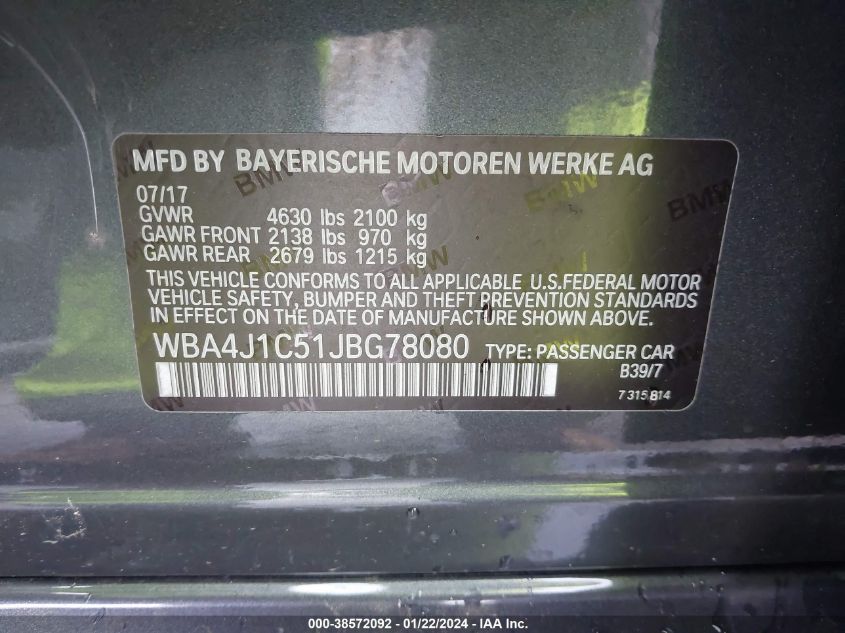 MFD BY BAYERISCHE MOTOREN WERKE AG
07/17
GVWR 4630 lbs 2100 kg
GAWR FRONT 2138 lbs 970 kg
GAWR REAR 2679 lbs 1215 kg
THIS VEHICLE CONFORMS TO ALL APPLICABLE U.S.FEDERAL MOTOR
VEHICLE SAFETY, BUMPER AND THEFT PREVENTION STANDARDS
IN EFFECT ON THE DATE OF MANUFACTURE SHOWN ABOVE.
WBA4J1C51JBG78080 TYPE: PASSENGER CAR
B39/7
7 315 814
000-38572092 - 01/22/2024 - IAA Inc.